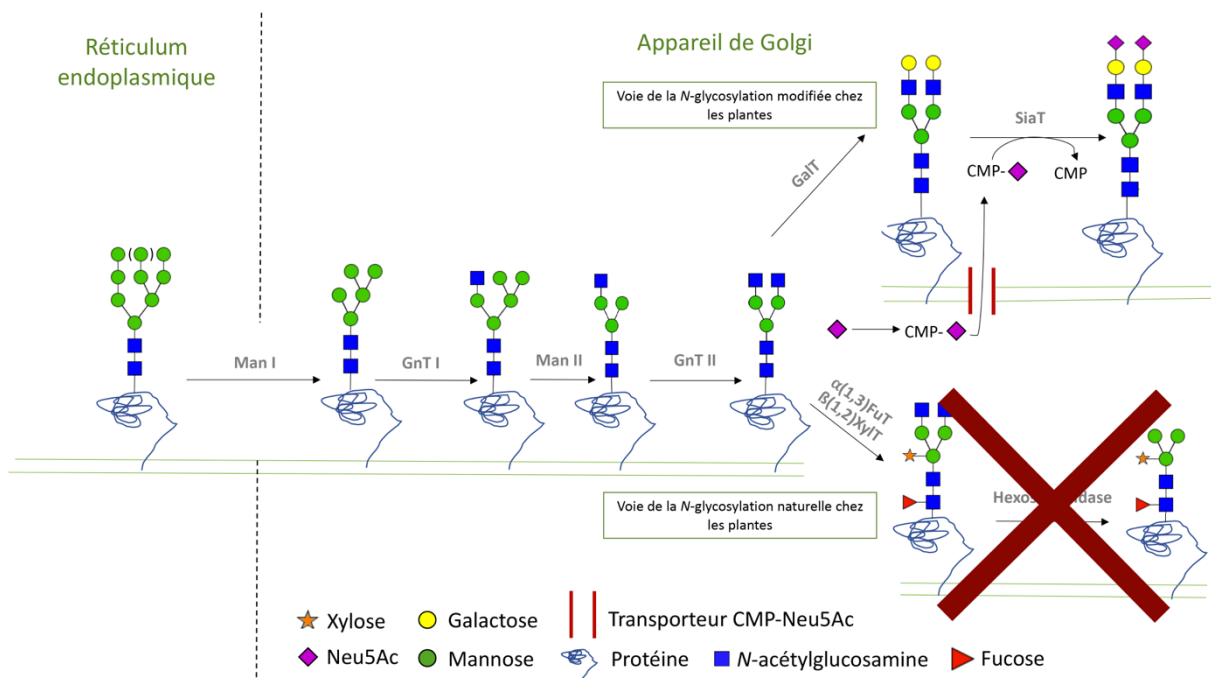 Réticulum
endoplasmique
Appareil de Golgi
Voie de la N-glycosylation modifiée chez
les plantes
SiaT
GalT
CMP-
CMP
( )
CMP-
Man I
GnT I
Man II
GnT II
α(1,3)FuT
ß(1,2)XylT
Voie de la N-glycosylation naturelle chez
les plantes
Xylose
Galactose
Transporteur CMP-Neu5Ac
Neu5Ac
Mannose
Protéine
N-acétylglucosamine
Fucose